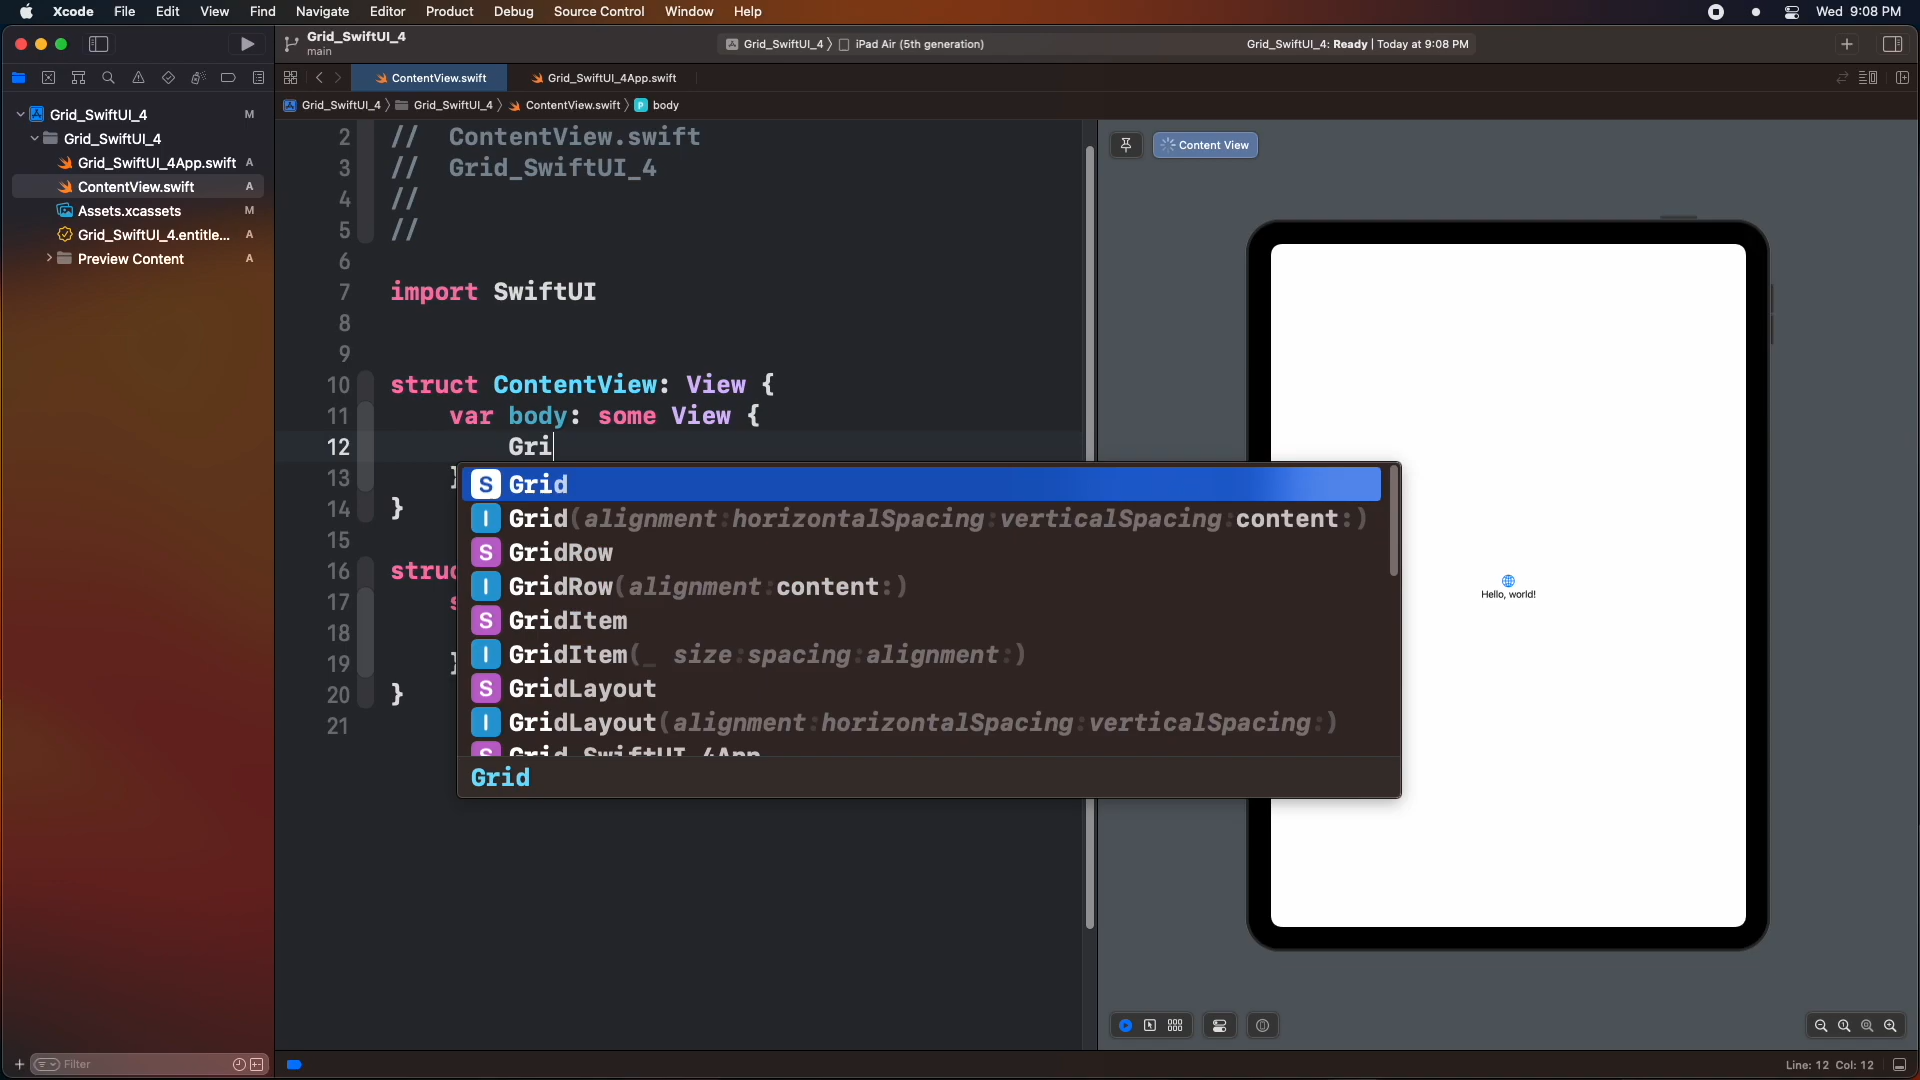 Xcode File Edit View Find Navigate Editor Product Debug Source Control Window Help Wed 9:08 PM
Grid_SwiftUI_4
main
Grid_SwiftUI_4 〉 iPad Air (5th generation)
Grid_SwiftUI_4: Ready | Today at 9:08 PM
ContentView.swift
Grid_SwiftUI_4App.swift
Grid_SwiftUI_4 〉 Grid_SwiftUI_4 〉 ContentView.swift 〉 P body
Grid_SwiftUI_4 M
Grid_SwiftUI_4
Grid_SwiftUI_4App.swift A
ContentView.swift A
Assets.xcassets M
Grid_SwiftUI_4.entitle... A
Preview Content A
2 // ContentView.swift
3 // Grid_SwiftUI_4
4 //
5 //
6
7 import SwiftUI
8
9
10 struct ContentView: View {
11 var body: some View {
12 Gri
13
14 }
15
16
17
18
19
20 }
21
S Grid
I Grid(alignment:horizontalSpacing:verticalSpacing:content:)
S GridRow
I GridRow(alignment:content:)
S GridItem
I GridItem(_ size:spacing:alignment:)
S GridLayout
I GridLayout(alignment:horizontalSpacing:verticalSpacing:)
S Grid_SwiftUI_4App
Grid
Content View
Hello, world!
Filter
Line: 12 Col: 12